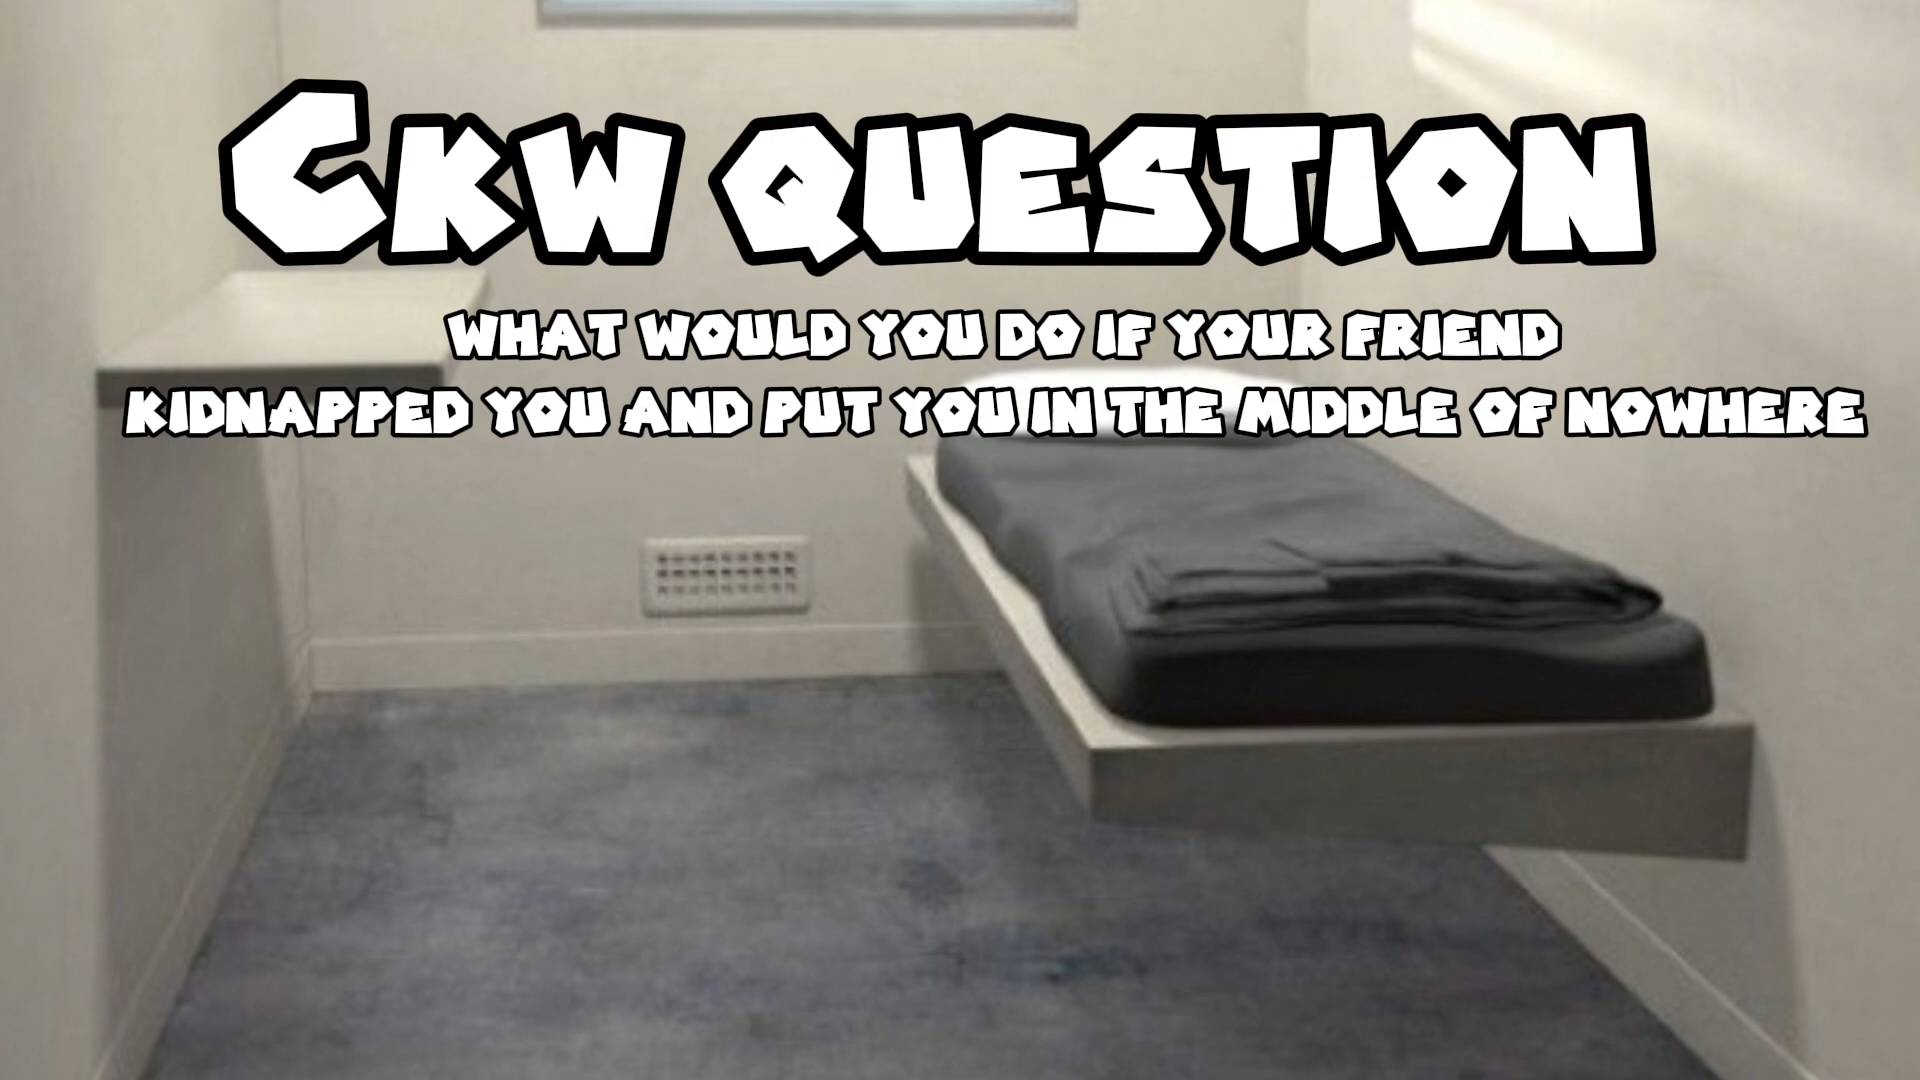 CKW QUESTION
WHAT WOULD YOU DO IF YOUR FRIEND
KIDNAPPED YOU AND PUT YOU IN THE MIDDLE OF NOWHERE